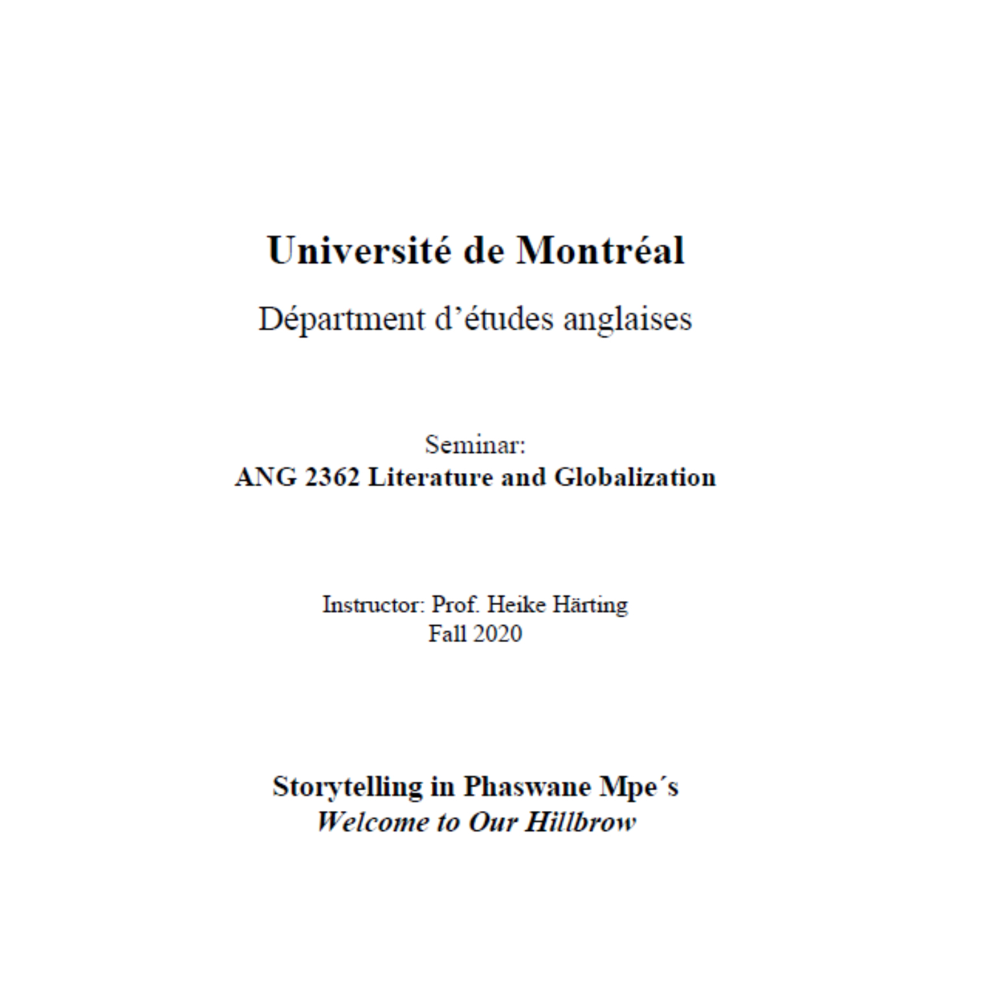 Université de Montréal
Départment d’études anglaises
Seminar:
ANG 2362 Literature and Globalization
Instructor: Prof. Heike Härting
Fall 2020
Storytelling in Phaswane Mpe´s
Welcome to Our Hillbrow